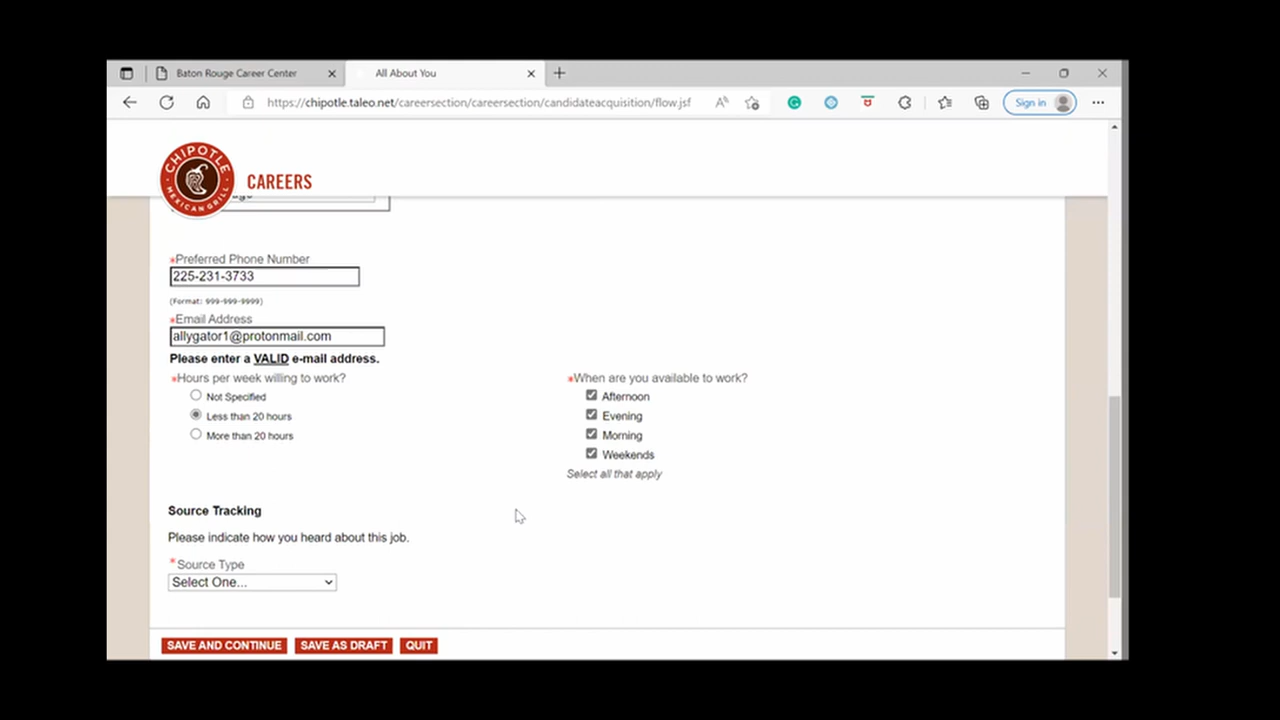 Baton Rouge Career Center
All About You
https://chipotle.taleo.net/careersection/careersection/candidateacquisition/flow.jsf
Sign in
CHIPOTLE
MEXICAN GRILL
CAREERS
*Preferred Phone Number
225-231-3733
(Format: 999-999-9999)
*Email Address
allygator1@protonmail.com
Please enter a VALID e-mail address.
*Hours per week willing to work?
Not Specified
Less than 20 hours
More than 20 hours
*When are you available to work?
Afternoon
Evening
Morning
Weekends
Select all that apply
Source Tracking
Please indicate how you heard about this job.
*Source Type
Select One...
SAVE AND CONTINUE
SAVE AS DRAFT
QUIT